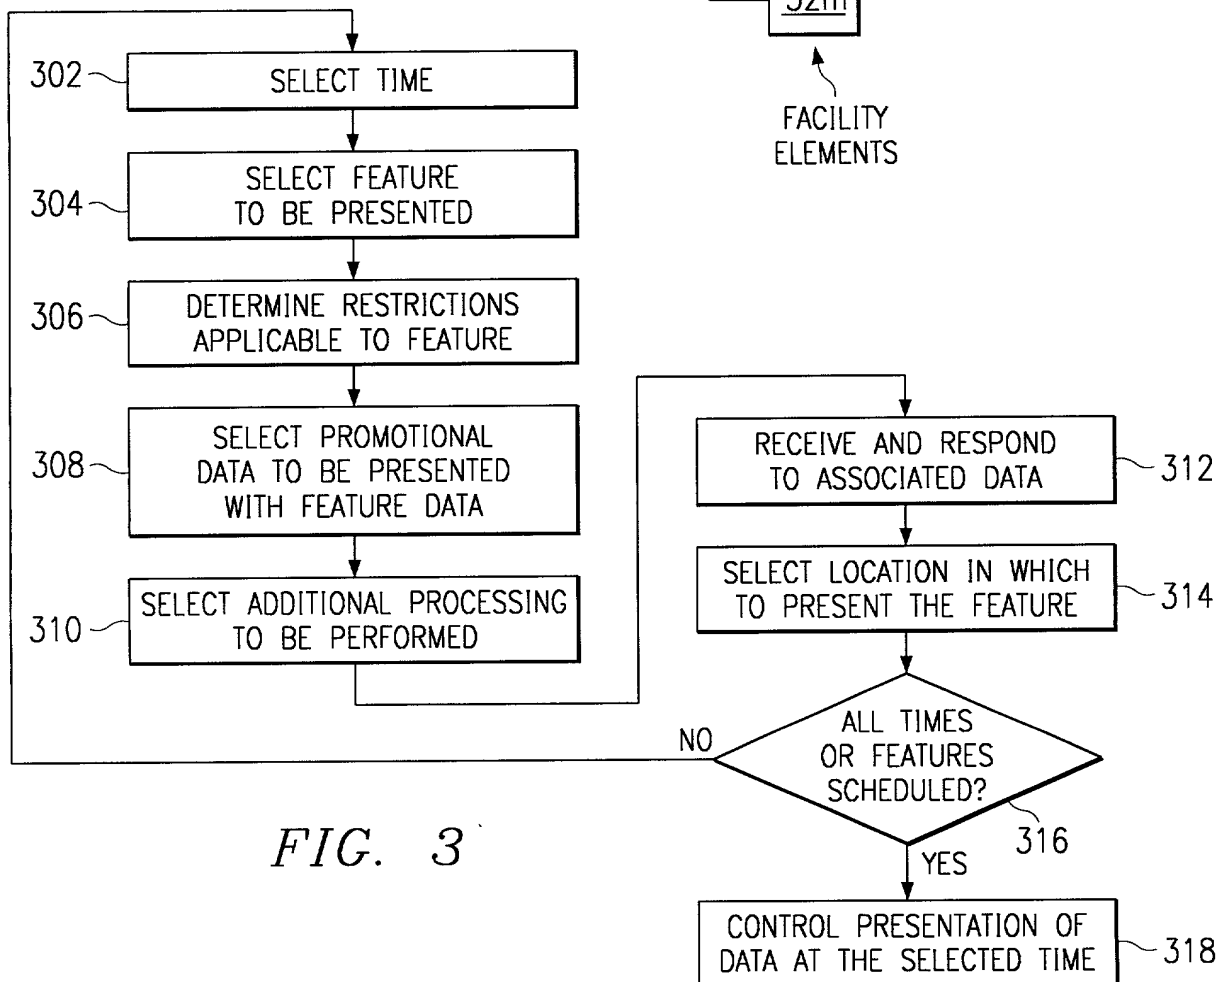 52m
FACILITY
ELEMENTS
302
SELECT TIME
304
SELECT FEATURE
TO BE PRESENTED
306
DETERMINE RESTRICTIONS
APPLICABLE TO FEATURE
308
SELECT PROMOTIONAL
DATA TO BE PRESENTED
WITH FEATURE DATA
310
SELECT ADDITIONAL PROCESSING
TO BE PERFORMED
RECEIVE AND RESPOND
TO ASSOCIATED DATA
312
SELECT LOCATION IN WHICH
TO PRESENT THE FEATURE
314
ALL TIMES
OR FEATURES
SCHEDULED?
316
NO
YES
CONTROL PRESENTATION OF
DATA AT THE SELECTED TIME
318
FIG. 3